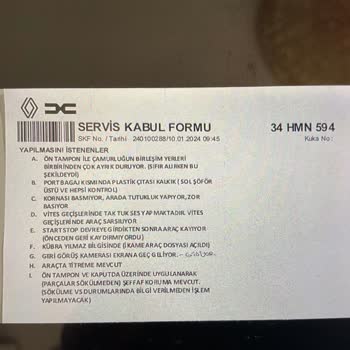 SERVİS KABUL FORMU
34 HMN 594
SKF No. / Tarihi 240100288/10.01.2024 09:45
Kuka No :
YAPILMASINI İSTENENLER
A. ÖN TAMPON İLE ÇAMURLUĞUN BİRLEŞİM YERLERİ
BİRBİRİNDEN ÇOK AYRIK DURUYOR. (SIFIR ALIRKEN BU
ŞEKİLDEYDİ)
B. PORTBAGAJ KISMINDA PLASTİK ÇITASI KALKIK ( SOL ŞÖFÖR
ÜSTÜ VE HEPSİ KONTROL)
C. KORNASI BASMIYOR, ARADA TUTUKLUK YAPIYOR, ZOR
BASIYOR
D. VİTES GEÇİŞLERİNDE TAK TUK SES YAPMAKTADIR. VİTES
GEÇİŞLERİNDE ARAÇ SARSILIYOR
E. START STOP DEVREYE GİRDİKTEN SONRA ARAÇ KAYIYOR
(ÖNCEDEN GERİ KAYDIRMIYORDU)
F. KÜBRA YILMAZ BİLGİSİNDE (İKAME ARAÇ DOSYASI AÇILDI)
G. GERİ GÖRÜŞ KAMERASI EKRANA GEÇ GELİYOR.
H. ARAÇTA TİTREME MEVCUT
I. ÖN TAMPON VE KAPUTDA ÜZERİNDE UYGULANARAK
(PARÇALAR SÖKÜLMEDEN) ŞEFFAF KORUMA MEVCUT.
(SÖKÜLME VS DURUMLARINDA BİLGİ VERİLMEDEN İŞLEM
YAPILMAYACAK)